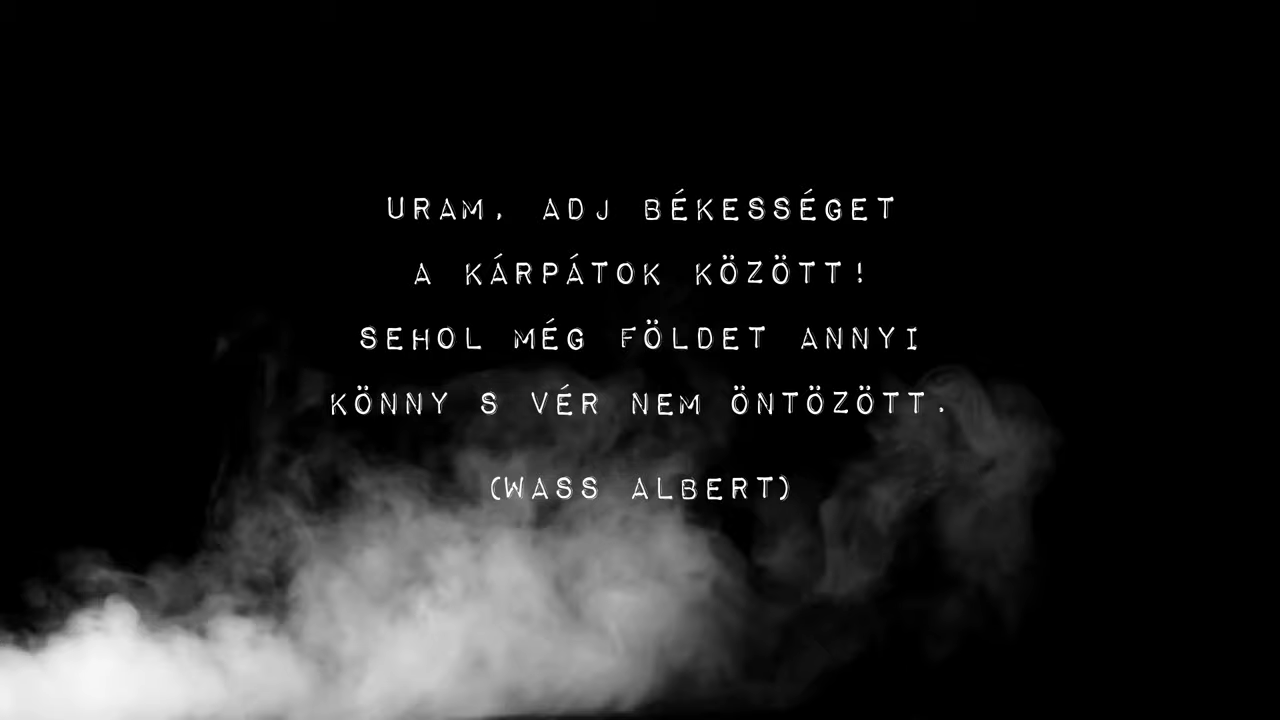 URAM, ADJ BÉKESSÉGET
A KÁRPÁTOK KÖZÖTT!
SEHOL MÉG FÖLDET ANNYI
KÖNNY S VÉR NEM ÖNTÖZÖTT.
(WASS ALBERT)